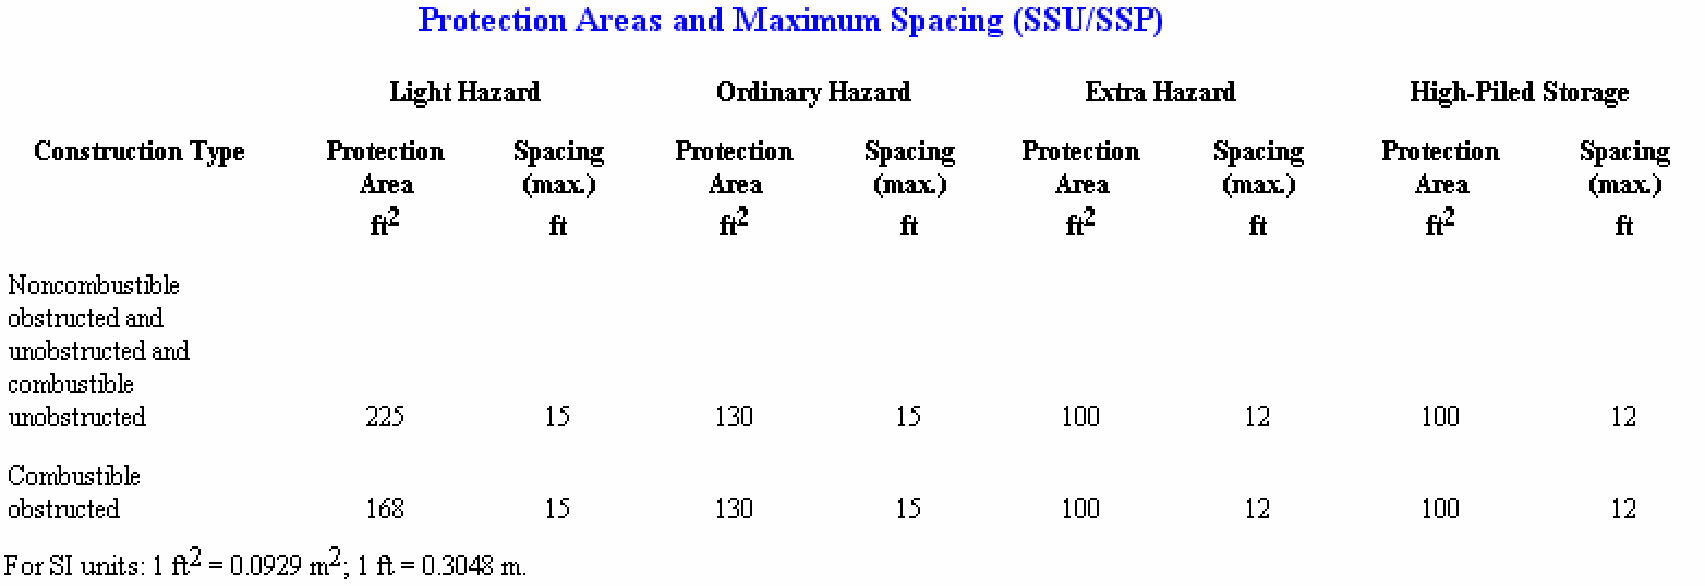 Protection Areas and Maximum Spacing (SSU/SSP)
Light Hazard Ordinary Hazard Extra Hazard High-Piled Storage
Construction Type Protection Spacing Protection Spacing Protection Spacing Protection Spacing
Area (max.) Area (max.) Area (max.) Area (max.)
ft² ft ft² ft ft² ft ft² ft
Noncombustible
obstructed and
unobstructed and
combustible
unobstructed 225 15 130 15 100 12 100 12
Combustible
obstructed 168 15 130 15 100 12 100 12
For SI units: 1 ft² = 0.0929 m²; 1 ft = 0.3048 m.